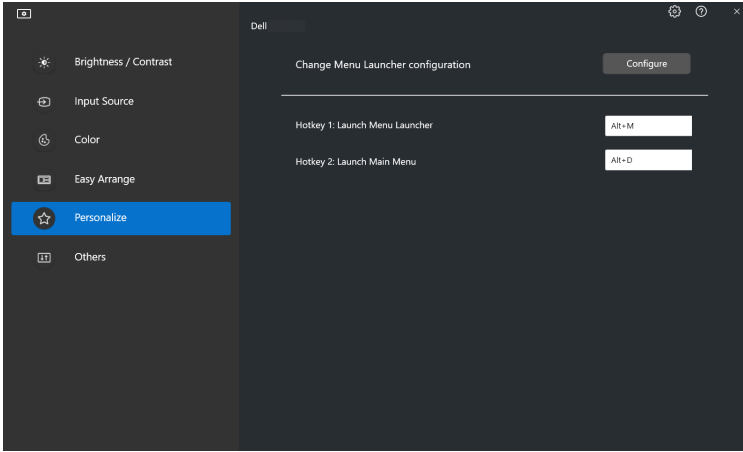 Dell
Brightness / Contrast
Input Source
Color
Easy Arrange
Personalize
Others
Change Menu Launcher configuration
Configure
Hotkey 1: Launch Menu Launcher
Alt+M
Hotkey 2: Launch Main Menu
Alt+D